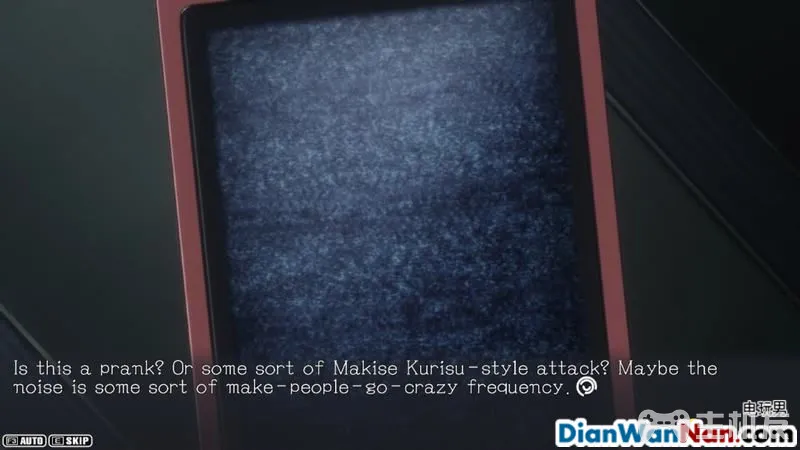 Is this a prank? Or some sort of Makise Kurisu-style attack? Maybe the
noise is some sort of make-people-go-crazy frequency.
AUTO SKIP
电玩男
DianWanNan.com